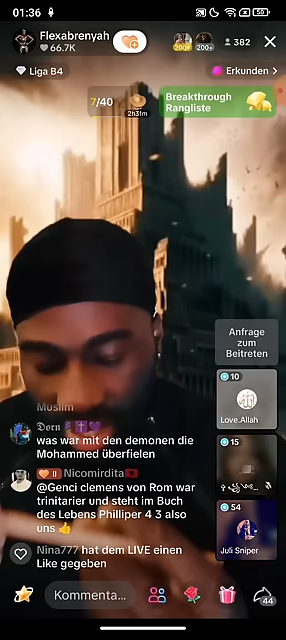 01:36
50
Flexabrenyah
66.7K
200+
200+
382
Liga B4
Erkunden
7/40
2h31m
Breakthrough
Rangliste
Anfrage
zum
Beitreten
10
Love.Allah
15
54
Juli Sniper
Muslim
Dorn
was war mit den demonen die
Mohammed überfielen
II Nicomirdita
@Genci clemens von Rom war
trinitarier und steht im Buch
des Lebens Philliper 4 3 also
uns 👍
Nina777 hat dem LIVE einen
Like gegeben
Kommenta...
44